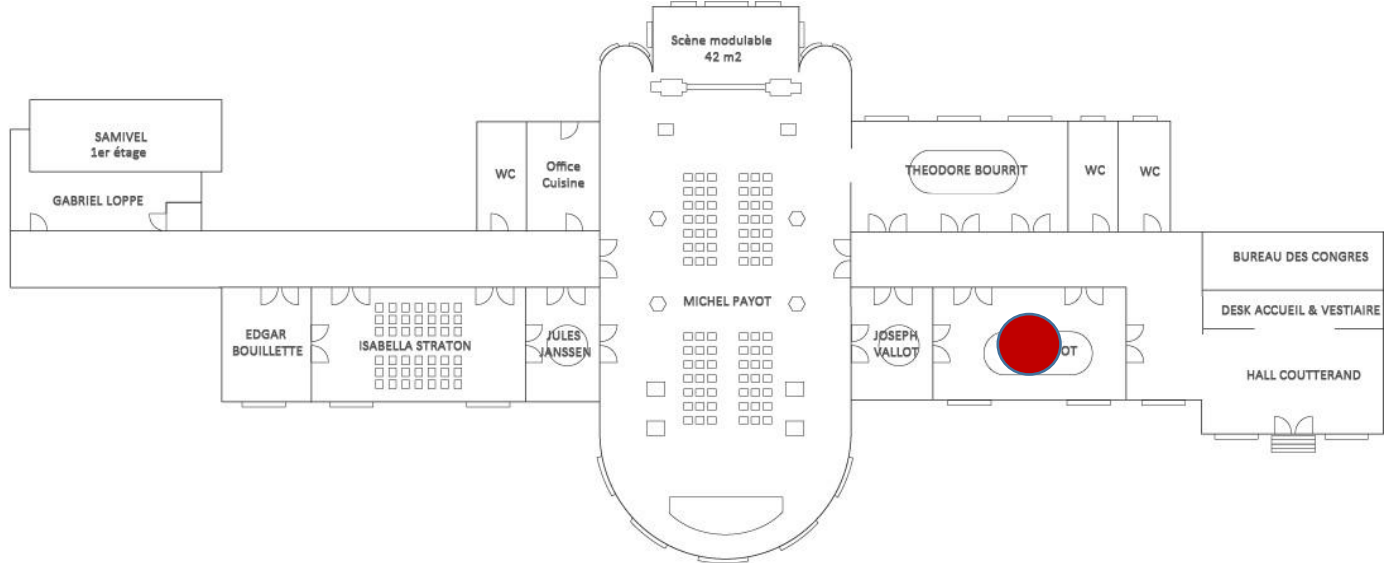 Scène modulable
42 m2
SAMIVEL
1er étage
GABRIEL LOPPE
WC
Office
Cuisine
THEODORE BOURRIT
WC
WC
BUREAU DES CONGRES
MICHEL PAYOT
DESK ACCUEIL & VESTIAIRE
EDGAR
BOUILLETTE
ISABELLA STRATON
JULES
JANSSEN
JOSEPH
VALLOT
OT
HALL COUTTERAND